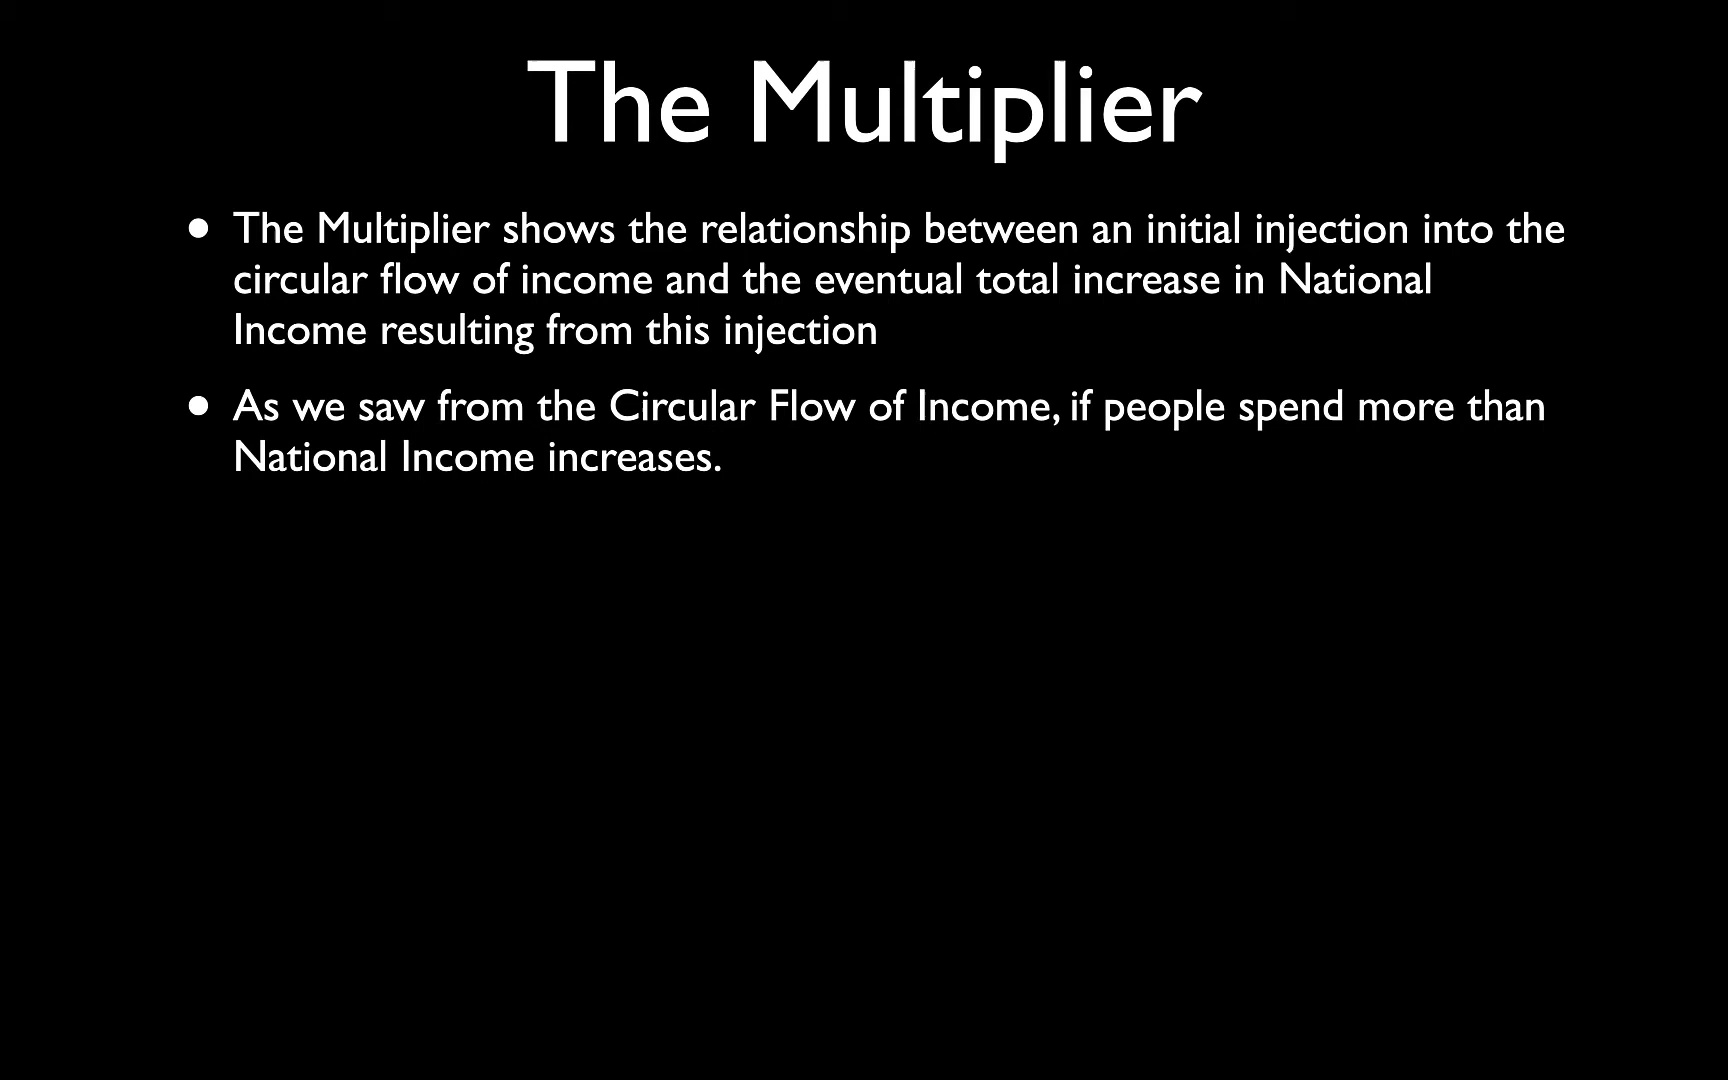 The Multiplier
• The Multiplier shows the relationship between an initial injection into the
circular flow of income and the eventual total increase in National
Income resulting from this injection
• As we saw from the Circular Flow of Income, if people spend more than
National Income increases.